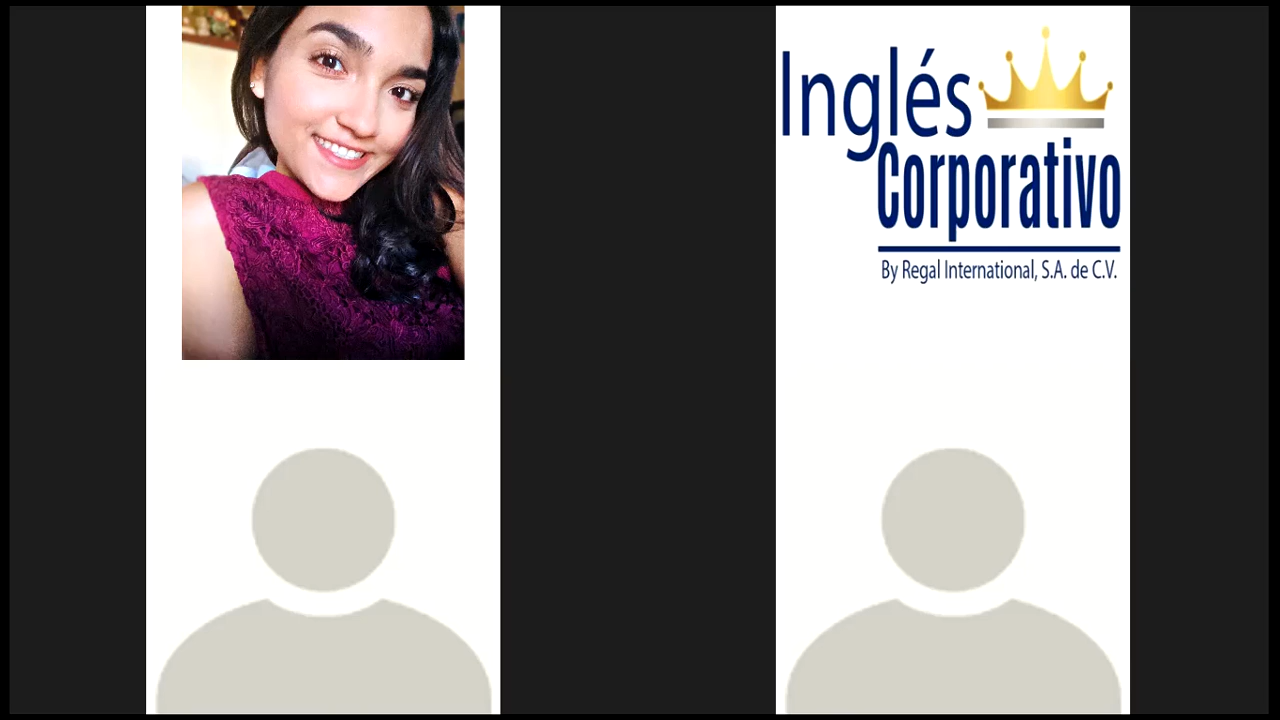 Inglés
Corporativo
By Regal International, S.A. de C.V.